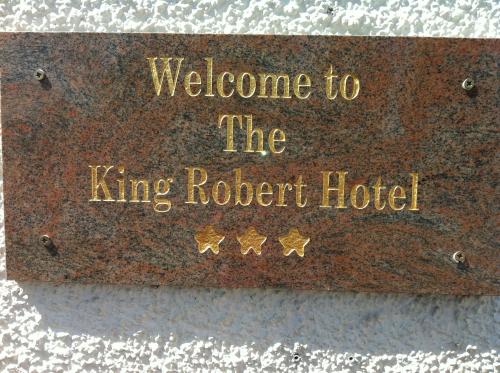 Welcome to
The
King Robert Hotel